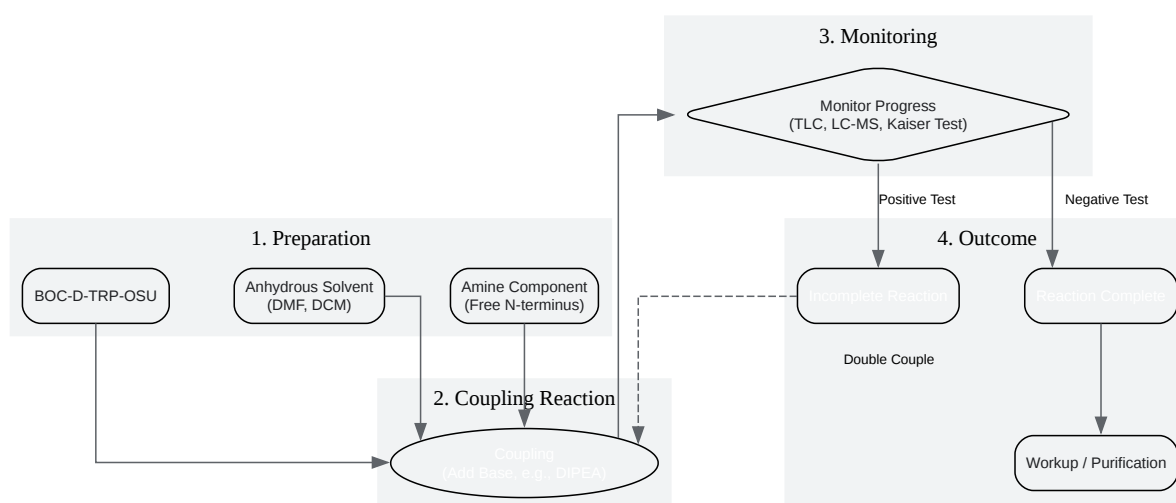 3. Monitoring
Monitor Progress
(TLC, LC-MS, Kaiser Test)
Positive Test
Negative Test
1. Preparation
BOC-D-TRP-OSU
Anhydrous Solvent
(DMF, DCM)
Amine Component
(Free N-terminus)
4. Outcome
Incomplete Reaction
Reaction Complete
Double Couple
2. Coupling Reaction
Coupling
(Add Base, e.g., DIPEA)
Workup / Purification